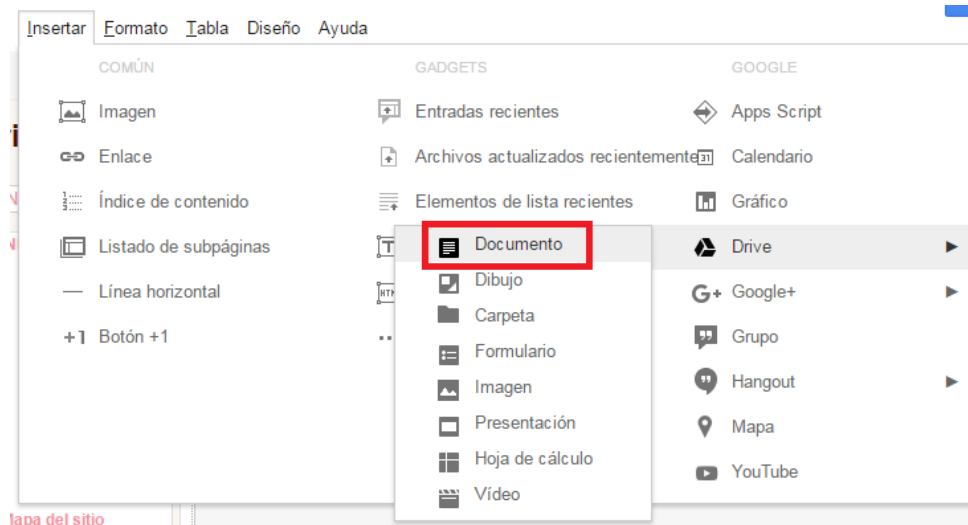 Insertar Formato Tabla Diseño Ayuda
COMÚN
Imagen
Enlace
Índice de contenido
Listado de subpáginas
Línea horizontal
+1 Botón +1
GADGETS
Entradas recientes
Archivos actualizados recientemente
Elementos de lista recientes
Documento
Dibujo
Carpeta
Formulario
Imagen
Presentación
Hoja de cálculo
Vídeo
GOOGLE
Apps Script
31 Calendario
Gráfico
Drive
G+ Google+
Grupo
Hangout
Mapa
YouTube
Mapa del sitio